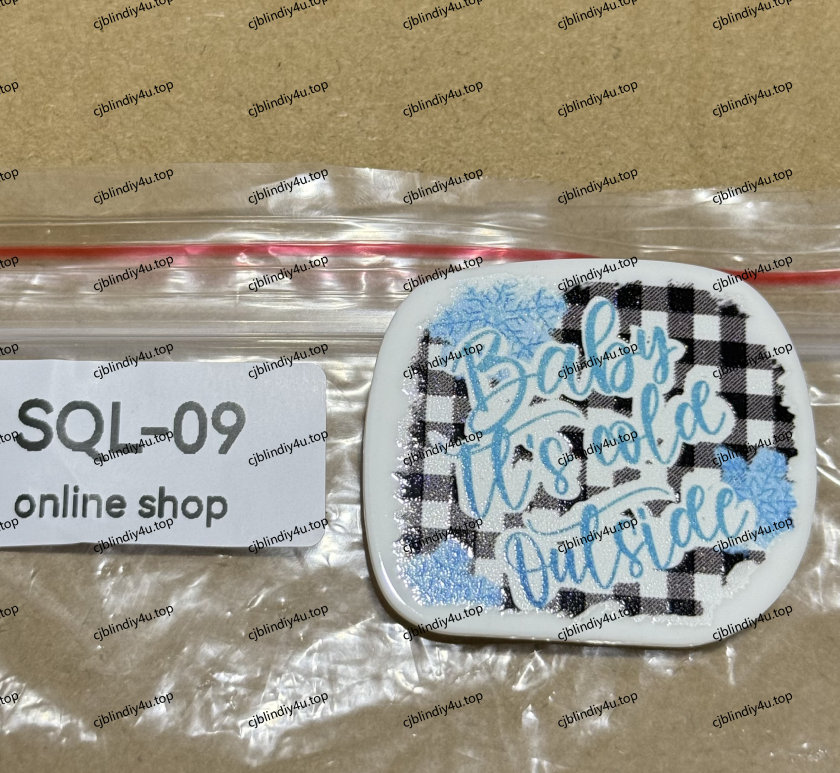 cjblindiy4u.top
SQL-09
online shop
Baby
It's cold
Outside